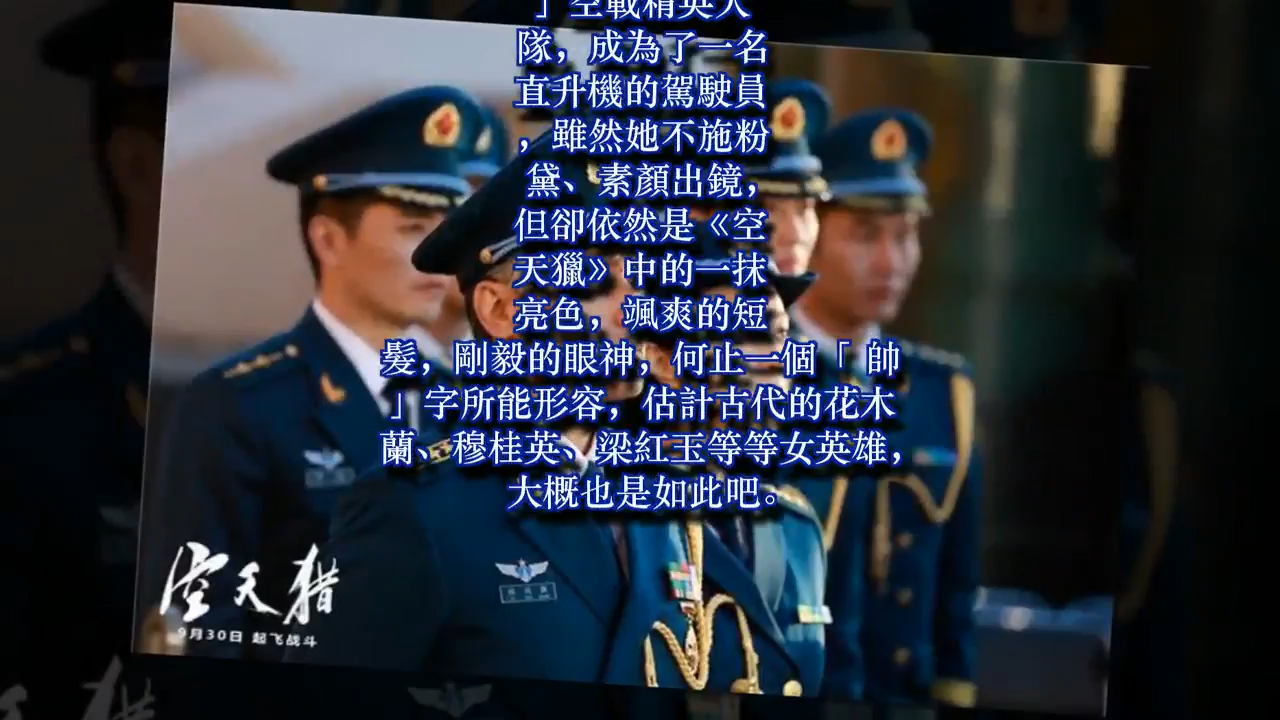 」空戰精英大
隊，成為了一名
直升機的駕駛員
，雖然她不施粉
黛、素顏出鏡，
但卻依然是《空
天獵》中的一抹
亮色，颯爽的短
髮，剛毅的眼神，何止一個「 帥
」字所能形容，估計古代的花木
蘭、穆桂英、梁紅玉等等女英雄，
大概也是如此吧。
空天猎
9月30日 起飞战斗